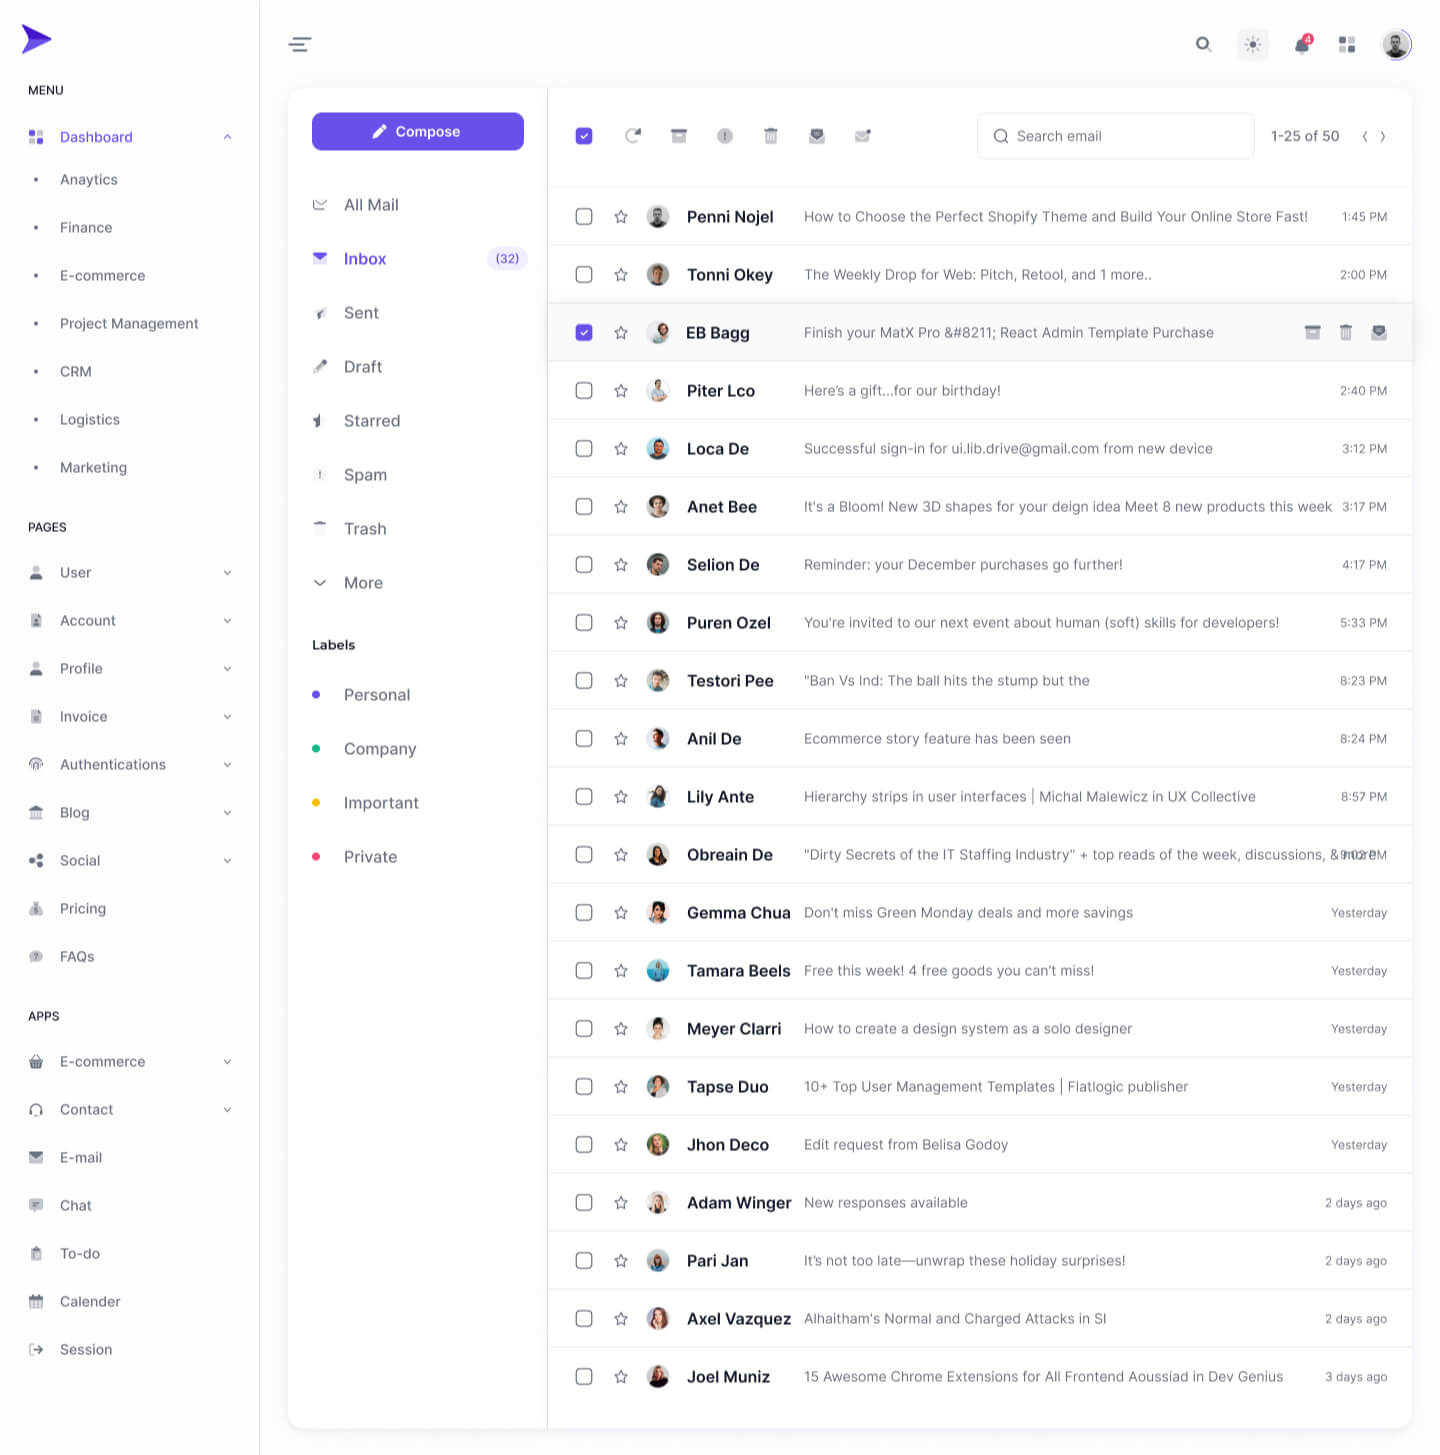 MENU
Dashboard
Anaytics
Finance
E-commerce
Project Management
CRM
Logistics
Marketing
PAGES
User
Account
Profile
Invoice
Authentications
Blog
Social
Pricing
FAQs
APPS
E-commerce
Contact
E-mail
Chat
To-do
Calender
Session
4
Compose
All Mail
Inbox (32)
Sent
Draft
Starred
Spam
Trash
More
Labels
Personal
Company
Important
Private
Search email 1-25 of 50
Penni Nojel How to Choose the Perfect Shopify Theme and Build Your Online Store Fast! 1:45 PM
Tonni Okey The Weekly Drop for Web: Pitch, Retool, and 1 more.. 2:00 PM
EB Bagg Finish your MatX Pro &#8211; React Admin Template Purchase
Piter Lco Here's a gift...for our birthday! 2:40 PM
Loca De Successful sign-in for ui.lib.drive@gmail.com from new device 3:12 PM
Anet Bee It's a Bloom! New 3D shapes for your deign idea Meet 8 new products this week 3:17 PM
Selion De Reminder: your December purchases go further! 4:17 PM
Puren Ozel You're invited to our next event about human (soft) skills for developers! 5:33 PM
Testori Pee "Ban Vs Ind: The ball hits the stump but the 8:23 PM
Anil De Ecommerce story feature has been seen 8:24 PM
Lily Ante Hierarchy strips in user interfaces | Michal Malewicz in UX Collective 8:57 PM
Obreain De "Dirty Secrets of the IT Staffing Industry" + top reads of the week, discussions, & more 9:02 PM
Gemma Chua Don't miss Green Monday deals and more savings Yesterday
Tamara Beels Free this week! 4 free goods you can't miss! Yesterday
Meyer Clarri How to create a design system as a solo designer Yesterday
Tapse Duo 10+ Top User Management Templates | Flatlogic publisher Yesterday
Jhon Deco Edit request from Belisa Godoy Yesterday
Adam Winger New responses available 2 days ago
Pari Jan It's not too late—unwrap these holiday surprises! 2 days ago
Axel Vazquez Alhaitham's Normal and Charged Attacks in SI 2 days ago
Joel Muniz 15 Awesome Chrome Extensions for All Frontend Aoussiad in Dev Genius 3 days ago